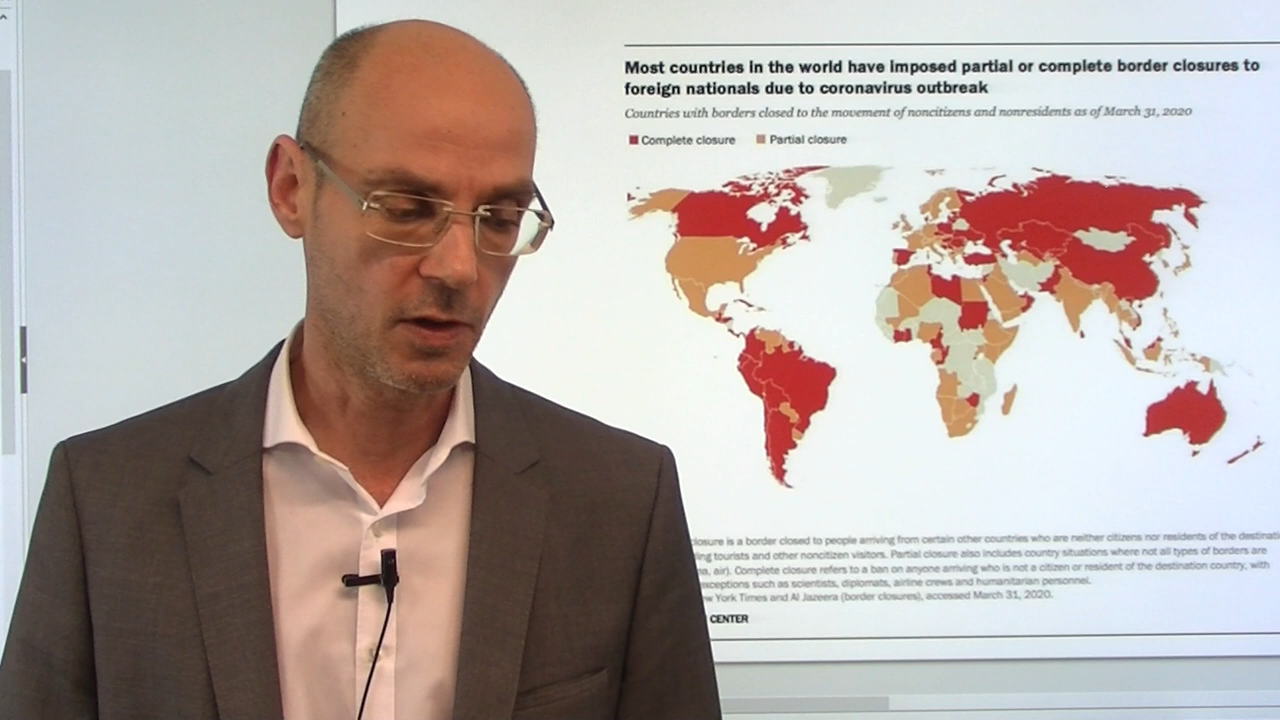 Most countries in the world have imposed partial or complete border closures to
foreign nationals due to coronavirus outbreak
Countries with borders closed to the movement of noncitizens and nonresidents as of March 31, 2020
Complete closure Partial closure
closure is a border closed to people arriving from certain other countries who are neither citizens nor residents of the
tourists and other noncitizen visitors. Partial closure also includes country situations where not all types of borders are
air). Complete closure refers to a ban on anyone arriving who is not a citizen or resident of the destination country, with
exceptions such as scientists, diplomats, airline crews and humanitarian personnel.
York Times and Al Jazeera (border closures), accessed March 31, 2020.
CENTER